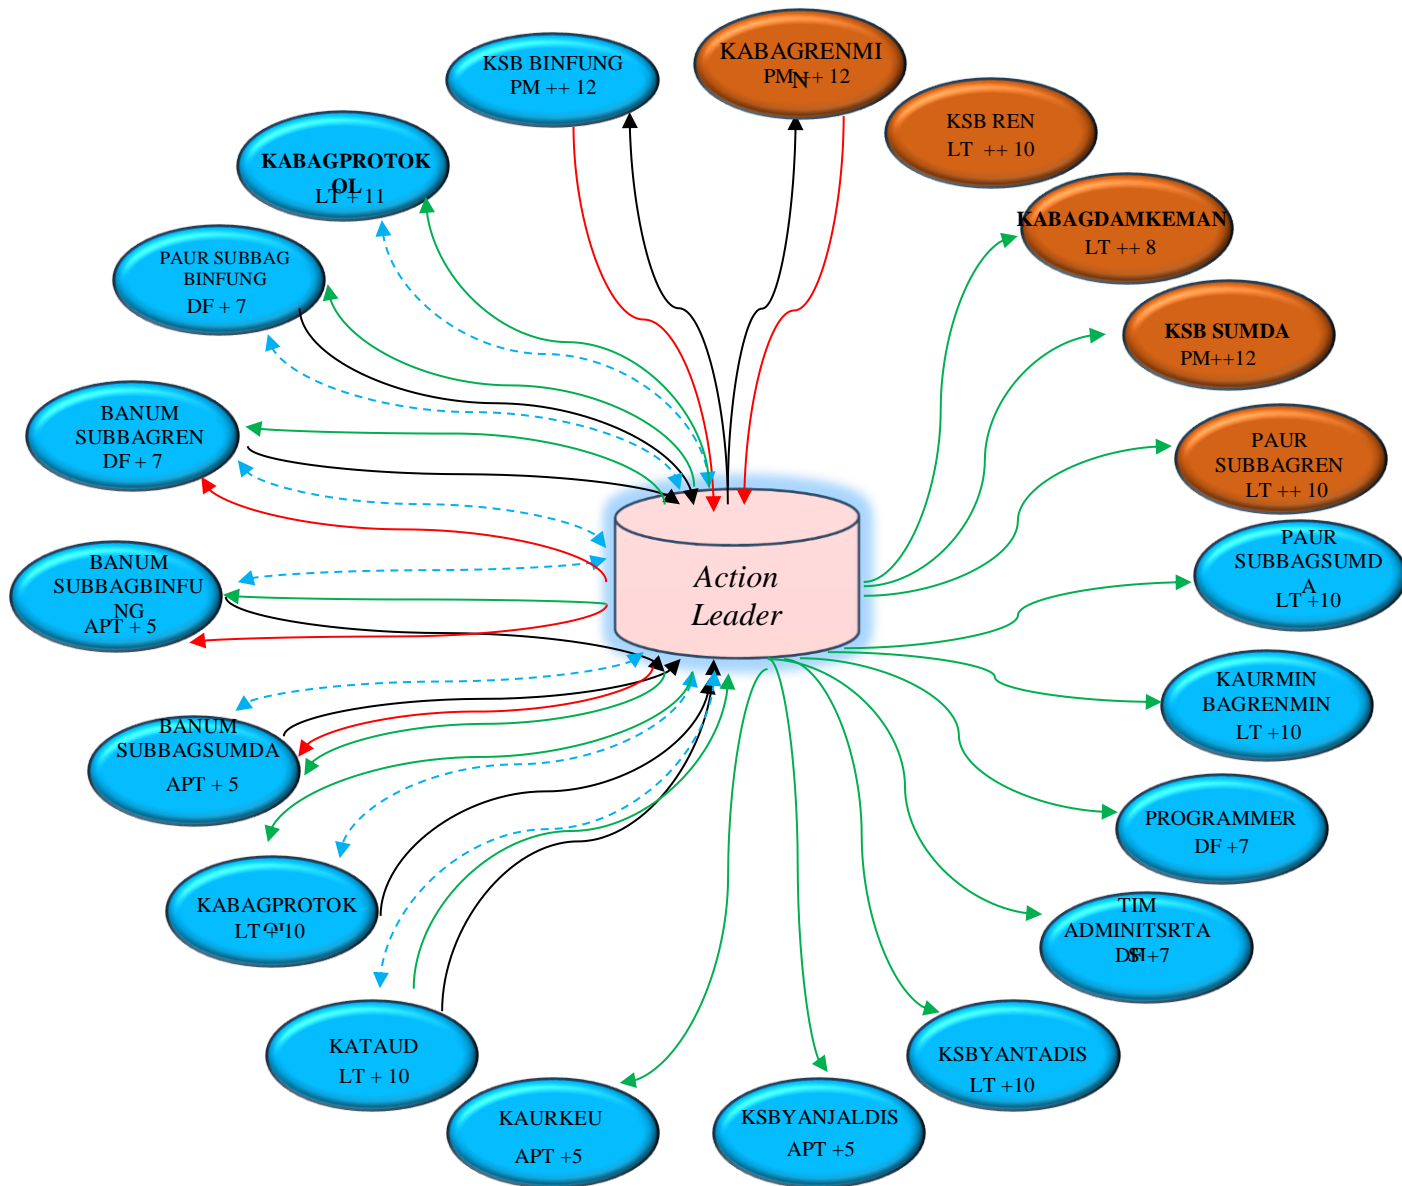 KSB BINFUNG
PM ++ 12
KABAGRENMI
N
PM ++ 12
KSB REN
LT ++ 10
KABAGPROTOK
OL
LT + 11
KABAGDAMKEMAN
LT ++ 8
PAUR SUBBAG
BINFUNG
DF + 7
KSB SUMDA
PM++12
BANUM
SUBBAGREN
DF + 7
PAUR
SUBBAGREN
LT ++ 10
BANUM
SUBBAGBINFU
NG
APT + 5
Action
Leader
PAUR
SUBBAGSUMD
A
LT +10
BANUM
SUBBAGSUMDA
APT + 5
KAURMIN
BAGRENMIN
LT +10
PROGRAMMER
DF +7
KABAGPROTOK
OL
LT + 10
TIM
ADMINITSRTA
SI
DF +7
KATAUD
LT + 10
KSBYANTADIS
LT +10
KAURKEU
APT +5
KSBYANJALDIS
APT +5